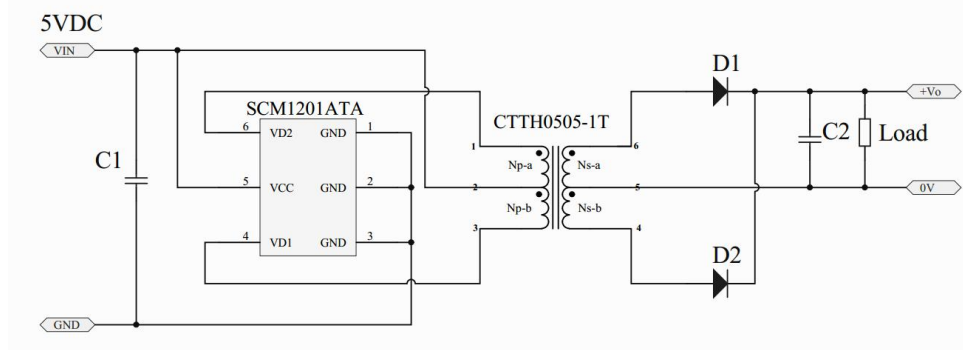 5VDC
VIN
SCM1201ATA
6 VD2 GND 1
5 VCC GND 2
4 VD1 GND 3
C1
GND
CTTH0505-1T
1 Np-a Ns-a 6
2 5
Np-b Ns-b
3 4
D1
D2
C2 Load
+Vo
0V